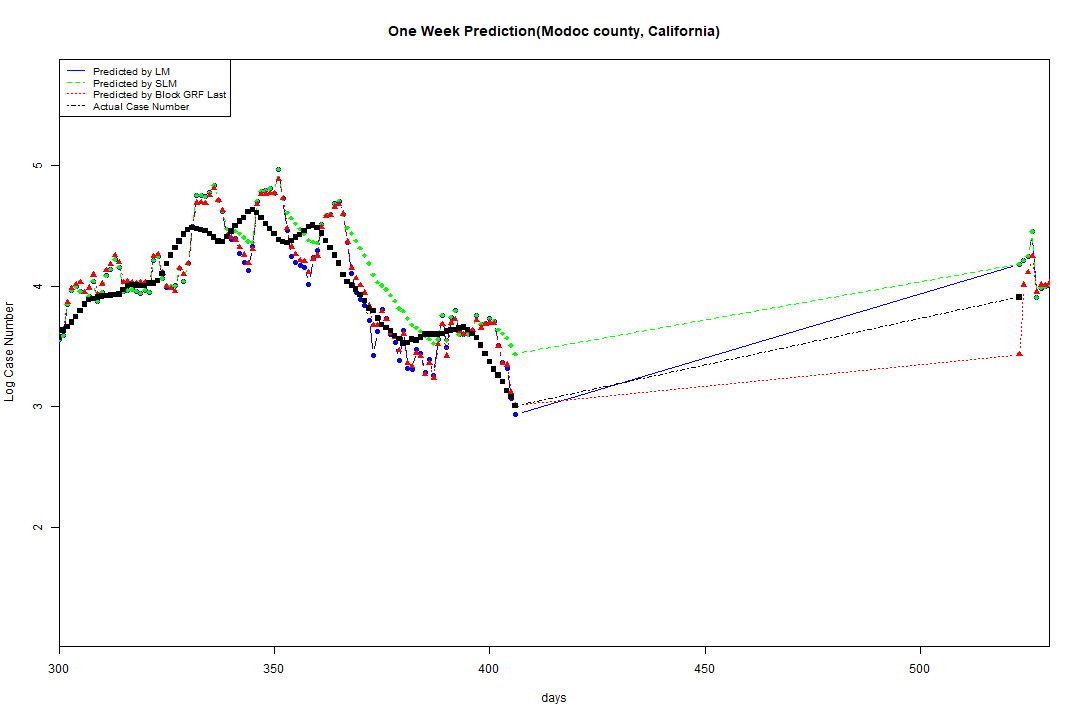 One Week Prediction(Modoc county, California)
Predicted by LM
Predicted by SLM
Predicted by Block GRF Last
Actual Case Number
5
4
3
2
Log Case Number
300 350 400 450 500
days